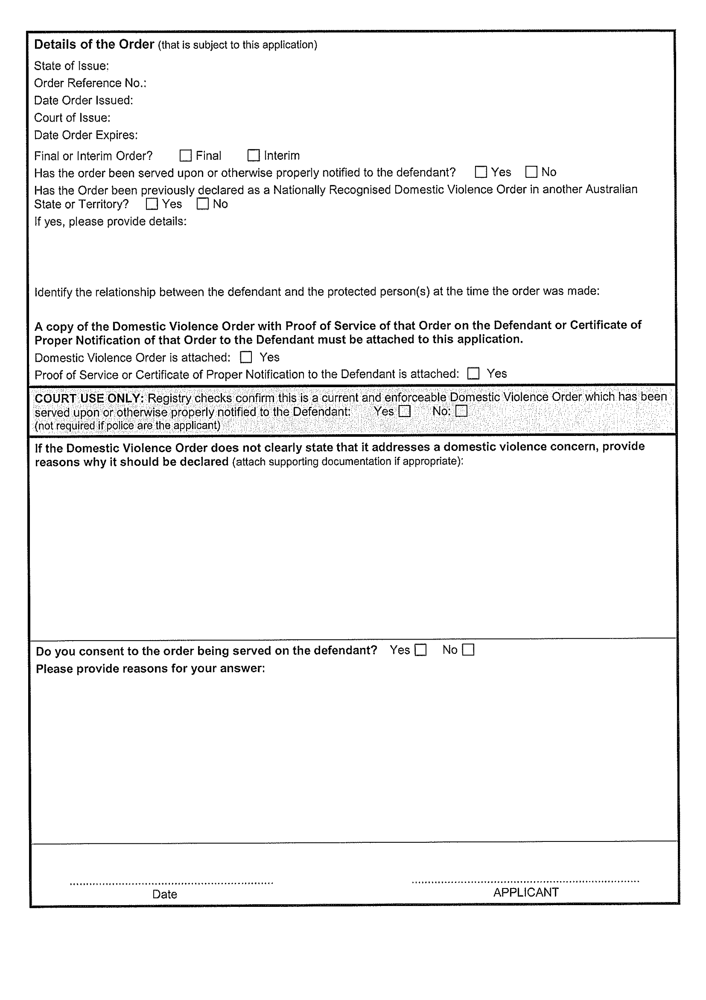 Details of the Order (that is subject to this application)
State of Issue:
Order Reference No.:
Date Order Issued:
Court of Issue:
Date Order Expires:
Final or Interim Order? ☐ Final ☐ Interim
Has the order been served upon or otherwise properly notified to the defendant? ☐ Yes ☐ No
Has the Order been previously declared as a Nationally Recognised Domestic Violence Order in another Australian
State or Territory? ☐ Yes ☐ No
If yes, please provide details:
Identify the relationship between the defendant and the protected person(s) at the time the order was made:
A copy of the Domestic Violence Order with Proof of Service of that Order on the Defendant or Certificate of
Proper Notification of that Order to the Defendant must be attached to this application.
Domestic Violence Order is attached: ☐ Yes
Proof of Service or Certificate of Proper Notification to the Defendant is attached: ☐ Yes
COURT USE ONLY: Registry checks confirm this is a current and enforceable Domestic Violence Order which has been
served upon or otherwise properly notified to the Defendant: Yes ☐ No: ☐
(not required if police are the applicant)
If the Domestic Violence Order does not clearly state that it addresses a domestic violence concern, provide
reasons why it should be declared (attach supporting documentation if appropriate):
Do you consent to the order being served on the defendant? Yes ☐ No ☐
Please provide reasons for your answer:
Date APPLICANT